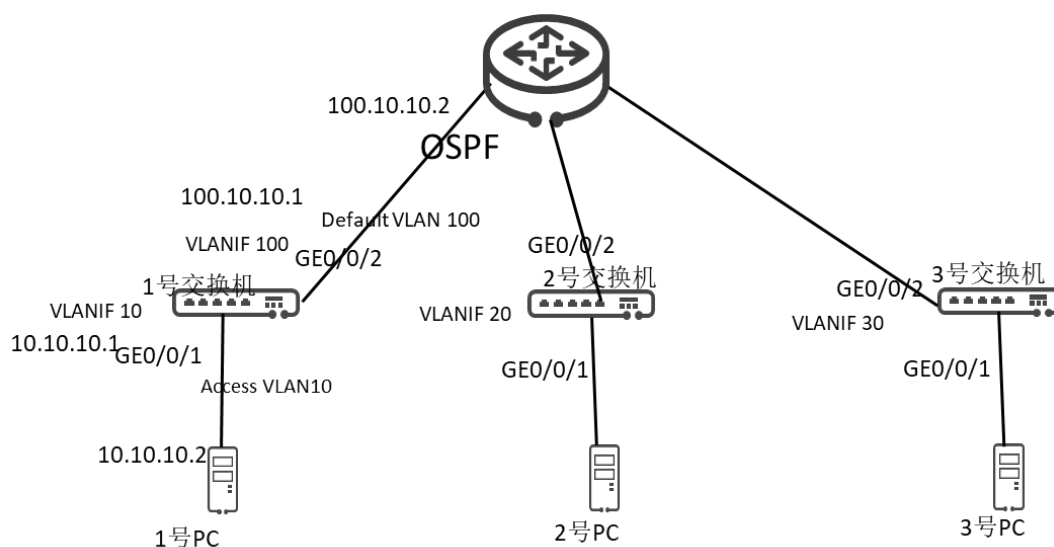 100.10.10.2
OSPF
100.10.10.1
Default VLAN 100
VLANIF 100
GE0/0/2
1号交换机
VLANIF 10
10.10.10.1
GE0/0/1
Access VLAN10
10.10.10.2
1号PC
GE0/0/2
2号交换机
VLANIF 20
GE0/0/1
2号PC
3号交换机
GE0/0/2
VLANIF 30
GE0/0/1
3号PC